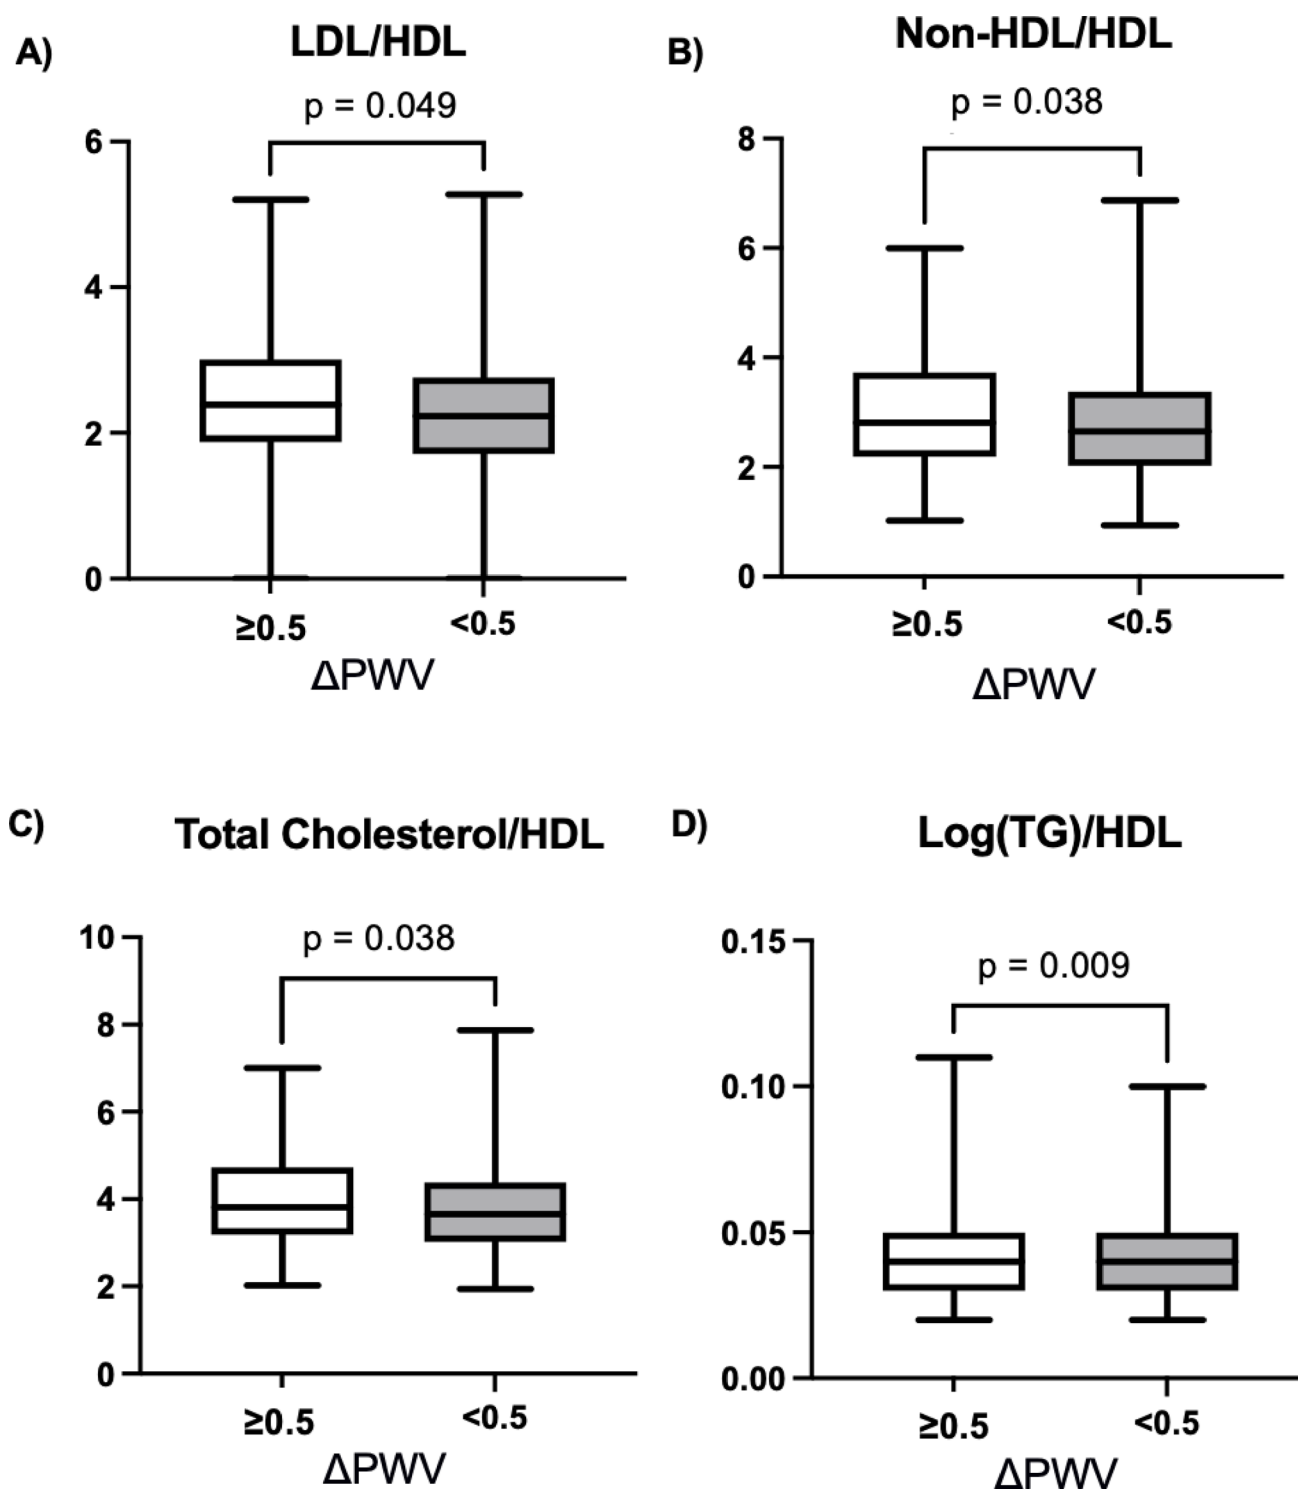 A)
LDL/HDL
p = 0.049
6
4
2
0
≥0.5
<0.5
ΔPWV
B)
Non-HDL/HDL
p = 0.038
8
6
4
2
0
≥0.5
<0.5
ΔPWV
C)
Total Cholesterol/HDL
p = 0.038
10
8
6
4
2
0
≥0.5
<0.5
ΔPWV
D)
Log(TG)/HDL
p = 0.009
0.15
0.10
0.05
0.00
≥0.5
<0.5
ΔPWV